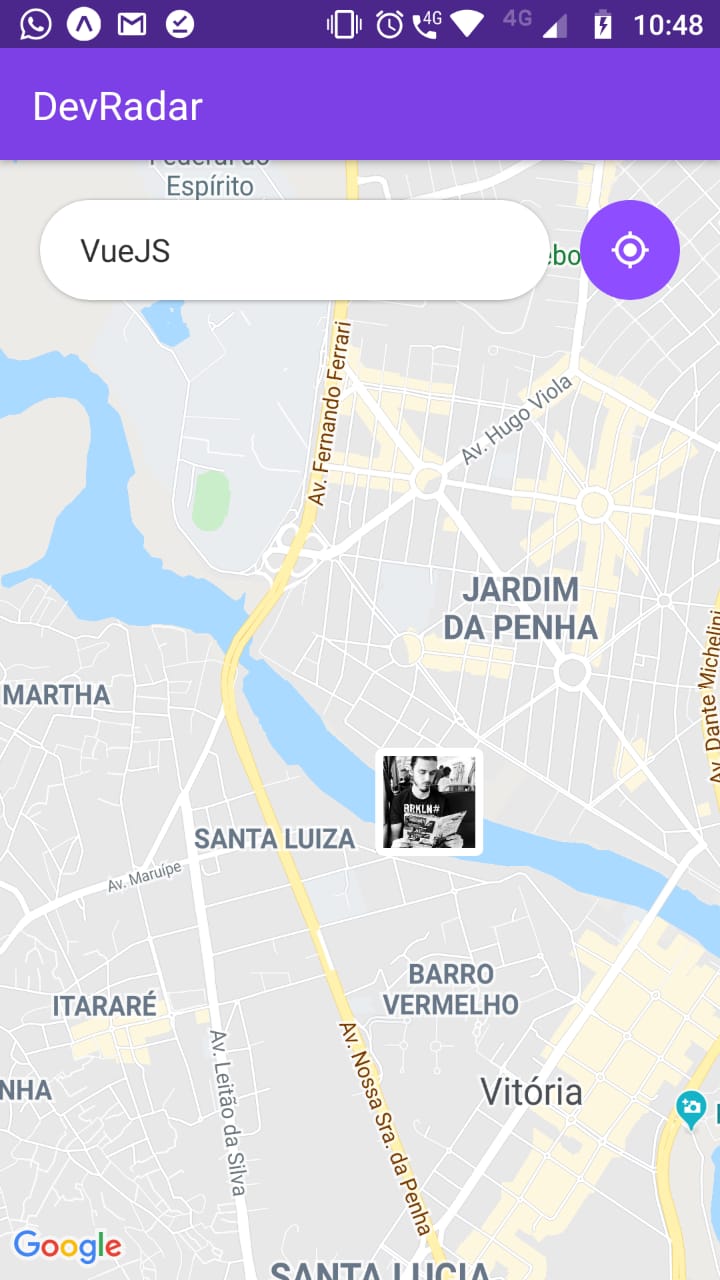 4G
4G
10:48
DevRadar
Federal do
Espírito
VueJS
Av. Fernando Ferrari
Av. Hugo Viola
JARDIM
DA PENHA
Av. Dante Michelini
MARTHA
BRKLN#
SANTA LUIZA
Av. Maruípe
BARRO
VERMELHO
ITARARÉ
Av. Nossa Sra. da Penha
Av. Leitão da Silva
NHA
Vitória
Google
SANTA LUCIA